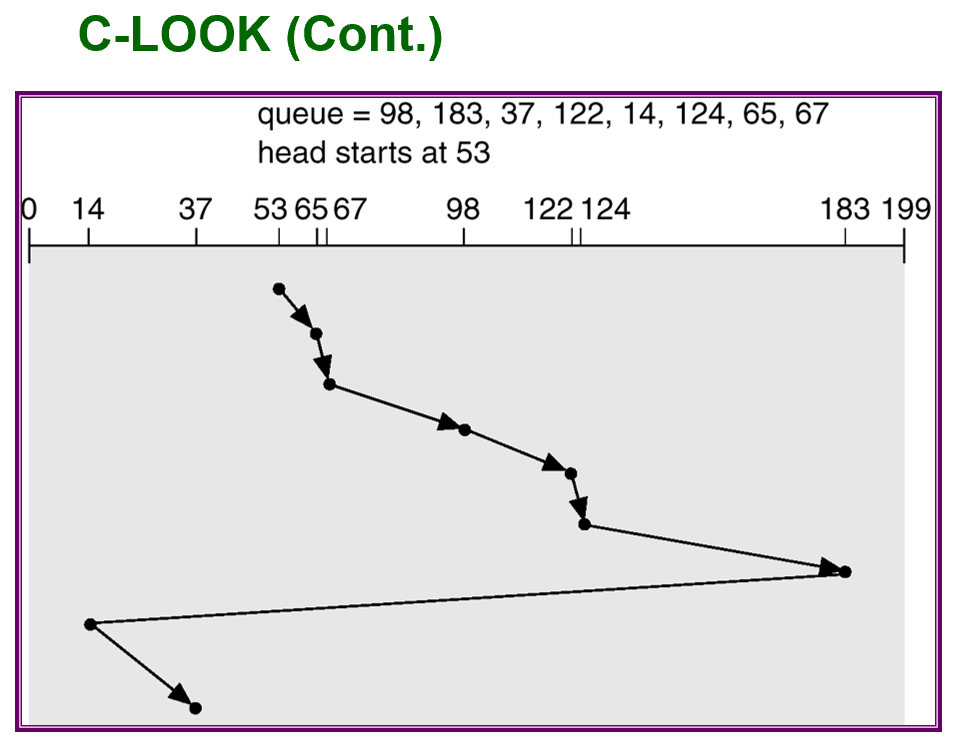 C-LOOK (Cont.)
queue = 98, 183, 37, 122, 14, 124, 65, 67
head starts at 53
0 14 37 53 65 67 98 122 124 183 199